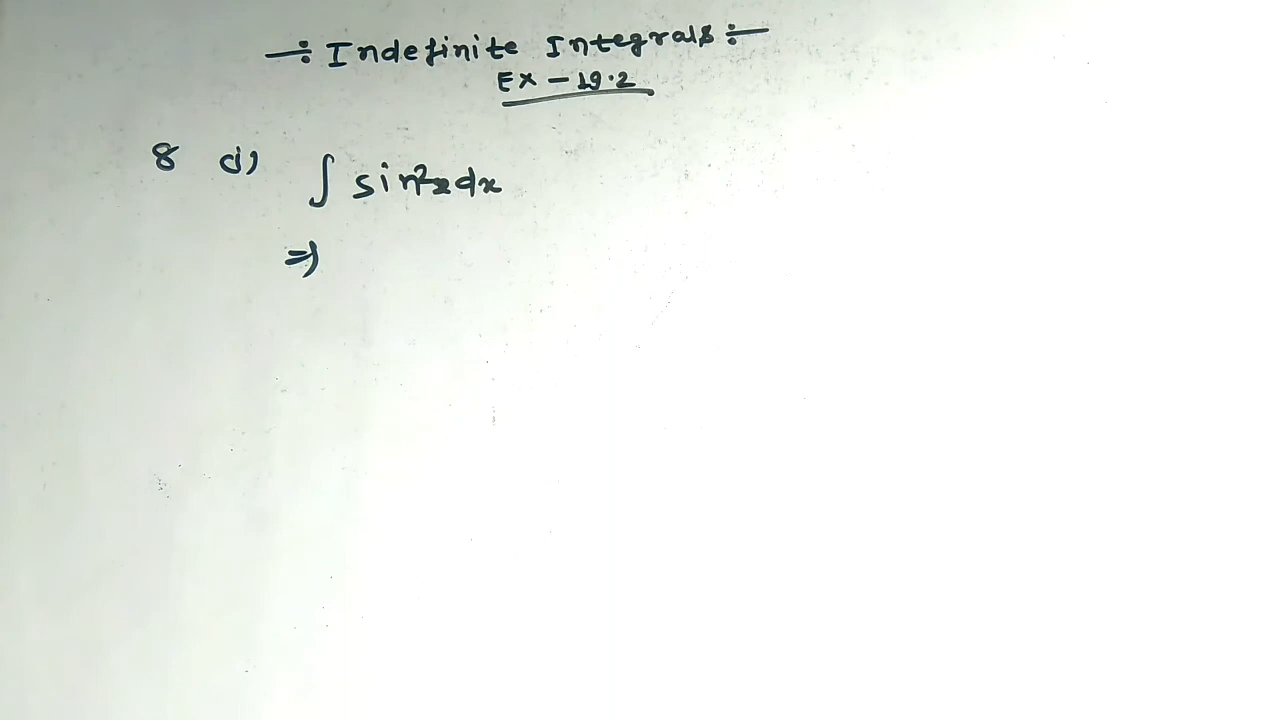 ÷ Indefinite Integrals ÷
EX - 19.2
8 (i) ∫ sin²x dx
⇒